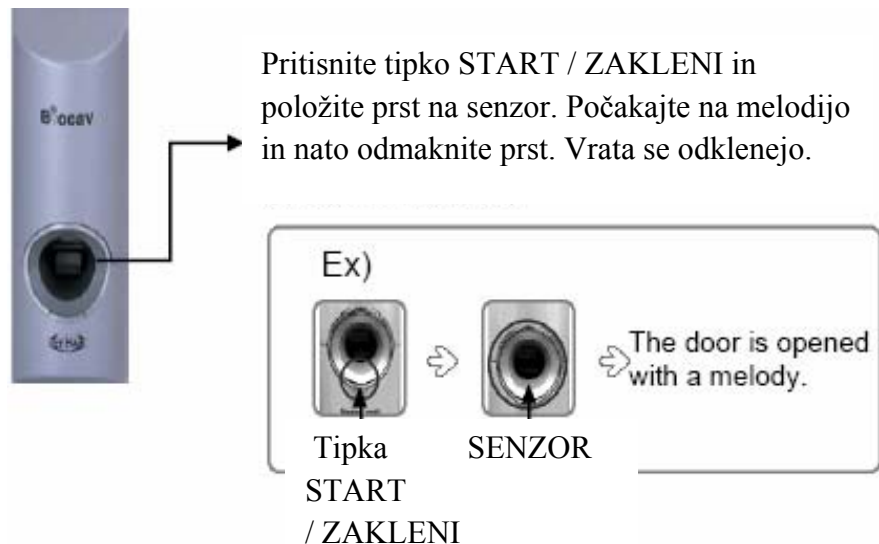 Pritisnite tipko START / ZAKLENI in
položite prst na senzor. Počakajte na melodijo
in nato odmaknite prst. Vrata se odklenejo.
Ex)
The door is opened
with a melody.
Tipka
START
/ ZAKLENI
SENZOR